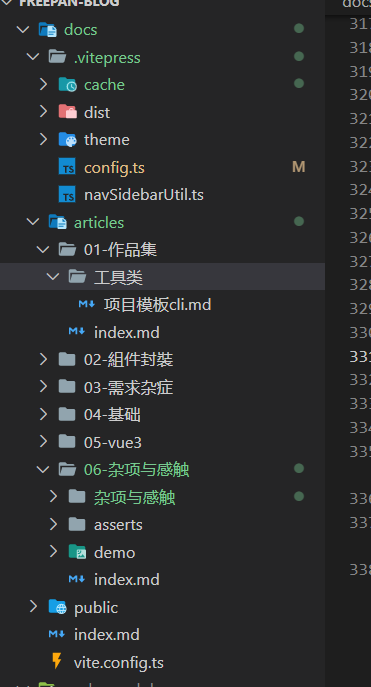 FREEPAN-BLOG
docs
.vitepress
cache
dist
theme
config.ts M
navSidebarUtil.ts
articles
01-作品集
工具类
项目模板cli.md
index.md
02-組件封裝
03-需求杂症
04-基础
05-vue3
06-杂项与感触
杂项与感触
asserts
demo
index.md
public
index.md
vite.config.ts
docs
317
318
319
320
321
322
323
324
325
326
327
328
329
330
331
332
333
334
335
336
337
338